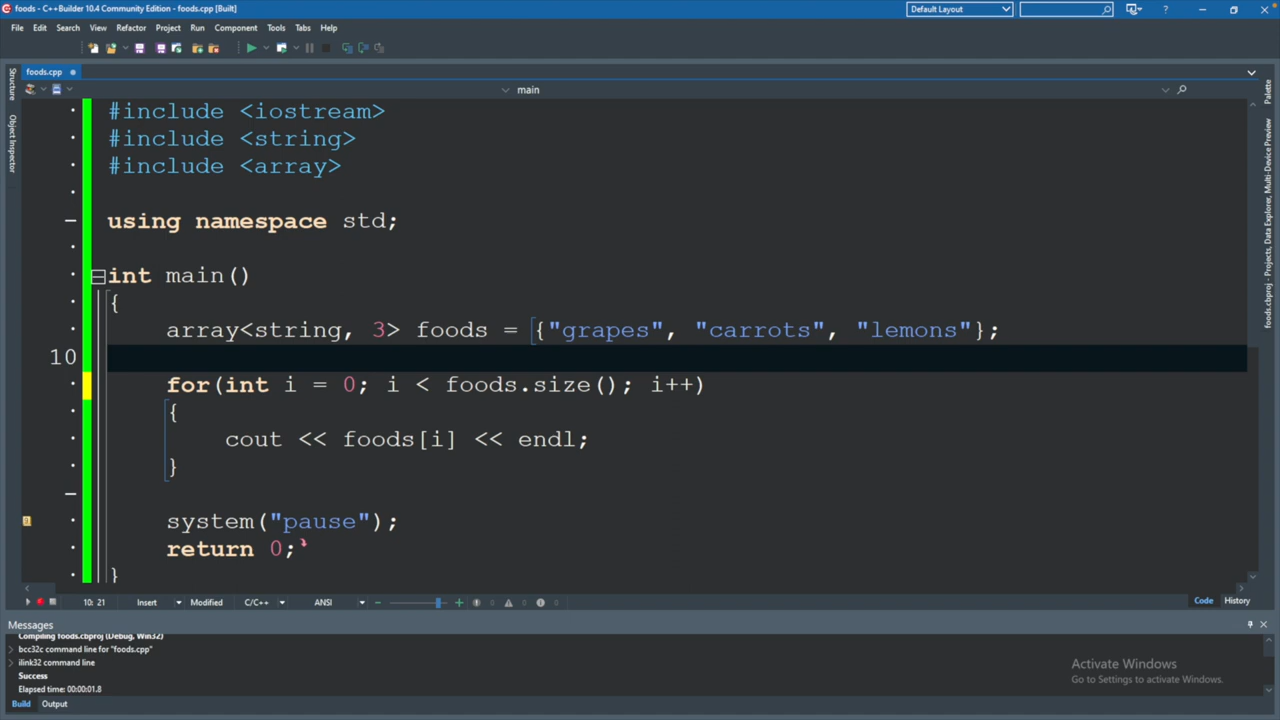 foods - C++Builder 10.4 Community Edition - foods.cpp [Built]
Default Layout
File Edit Search View Refactor Project Run Component Tools Tabs Help
foods.cpp
main
Structure
Object Inspector
Palette
foods.cbproj - Projects, Data Explorer, Multi-Device Preview
#include <iostream>
#include <string>
#include <array>
using namespace std;
int main()
{
array<string, 3> foods = {"grapes", "carrots", "lemons"};
10
for(int i = 0; i < foods.size(); i++)
{
cout << foods[i] << endl;
}
system("pause");
return 0;
}
10: 21 Insert Modified C/C++ ANSI 0 0 0 Code History
Messages
Compiling foods.cbproj (Debug, Win32)
bcc32c command line for "foods.cpp"
ilink32 command line
Success
Elapsed time: 00:00:01.8
Build Output
Activate Windows
Go to Settings to activate Windows.